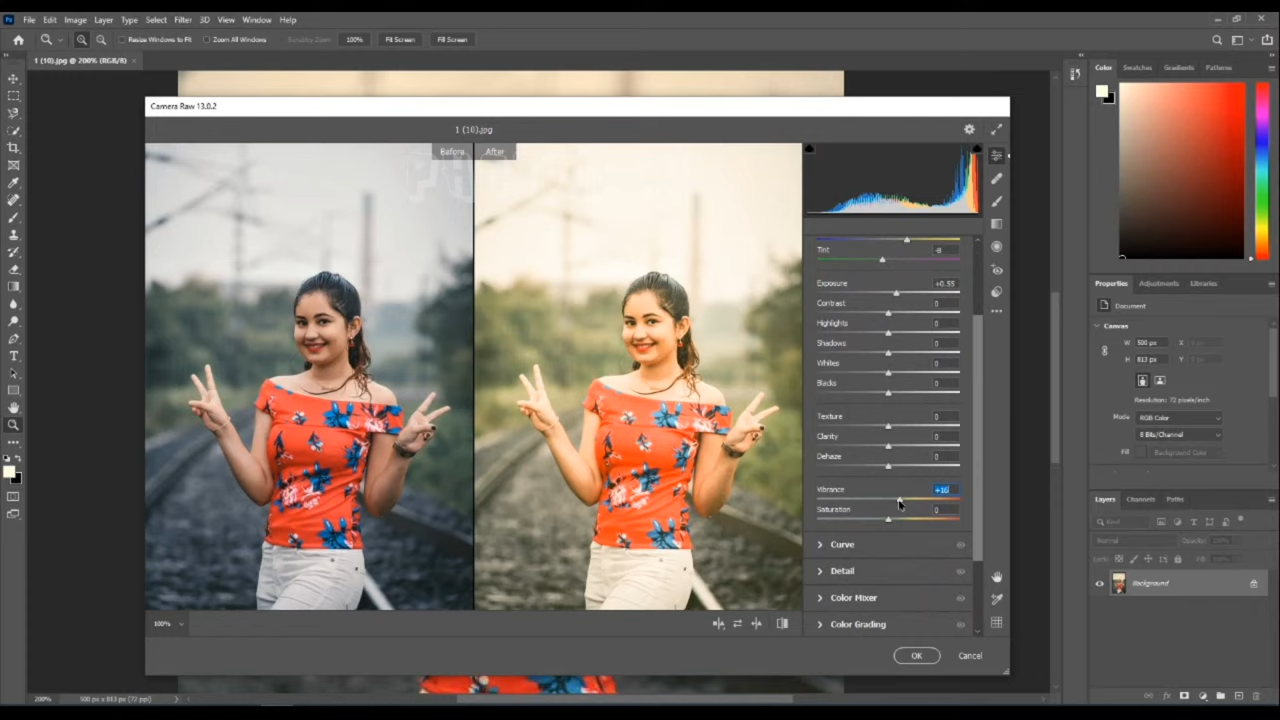 Ps File Edit Image Layer Type Select Filter 3D View Window Help
Resize Windows to Fit Zoom All Windows Scrubby Zoom 100% Fit Screen Fill Screen
1 (10).jpg @ 200% (RGB/8) ×
Camera Raw 13.0.2
1 (10).jpg
Before After
Tint -8
Exposure +0.55
Contrast 0
Highlights 0
Shadows 0
Whites 0
Blacks 0
Texture 0
Clarity 0
Dehaze 0
Vibrance +16
Saturation 0
Curve
Detail
Color Mixer
Color Grading
100%
OK Cancel
Color Swatches Gradients Patterns
Properties Adjustments Libraries
Document
Canvas
W 500 px X
H 813 px Y
Resolution: 72 pixels/inch
Mode RGB Color
8 Bits/Channel
Fill Background Color
Layers Channels Paths
Kind
Normal Opacity: 100%
Lock: Fill: 100%
Background
200% 500 px x 813 px (72 ppi)